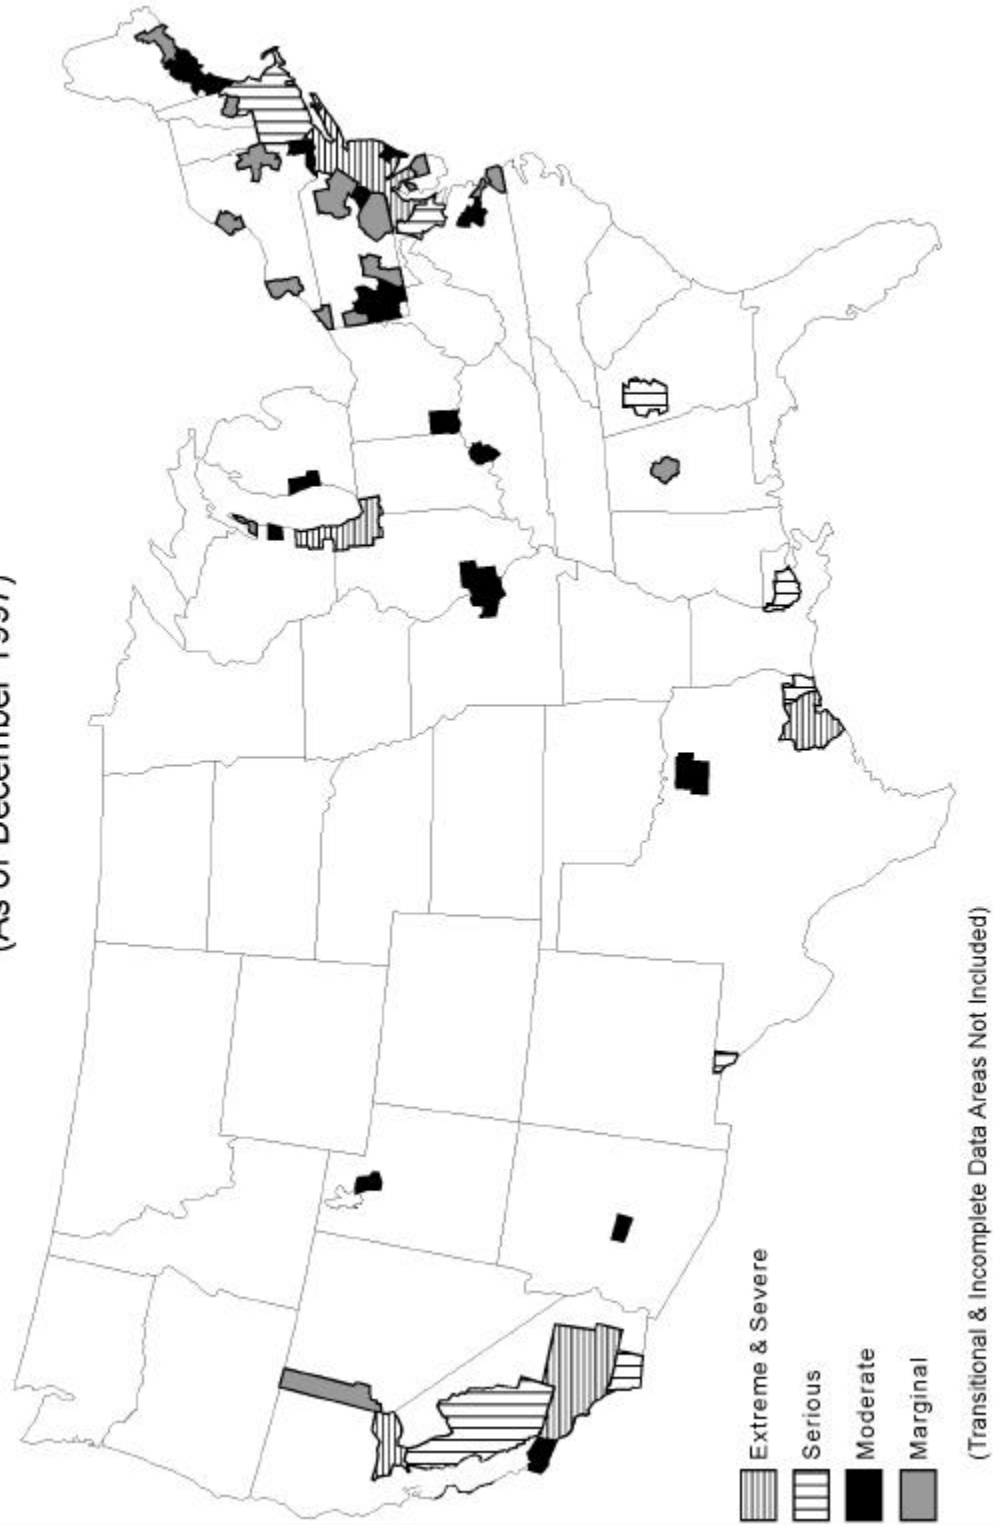 (As of December 1997)
Extreme & Severe
Serious
Moderate
Marginal
(Transitional & Incomplete Data Areas Not Included)